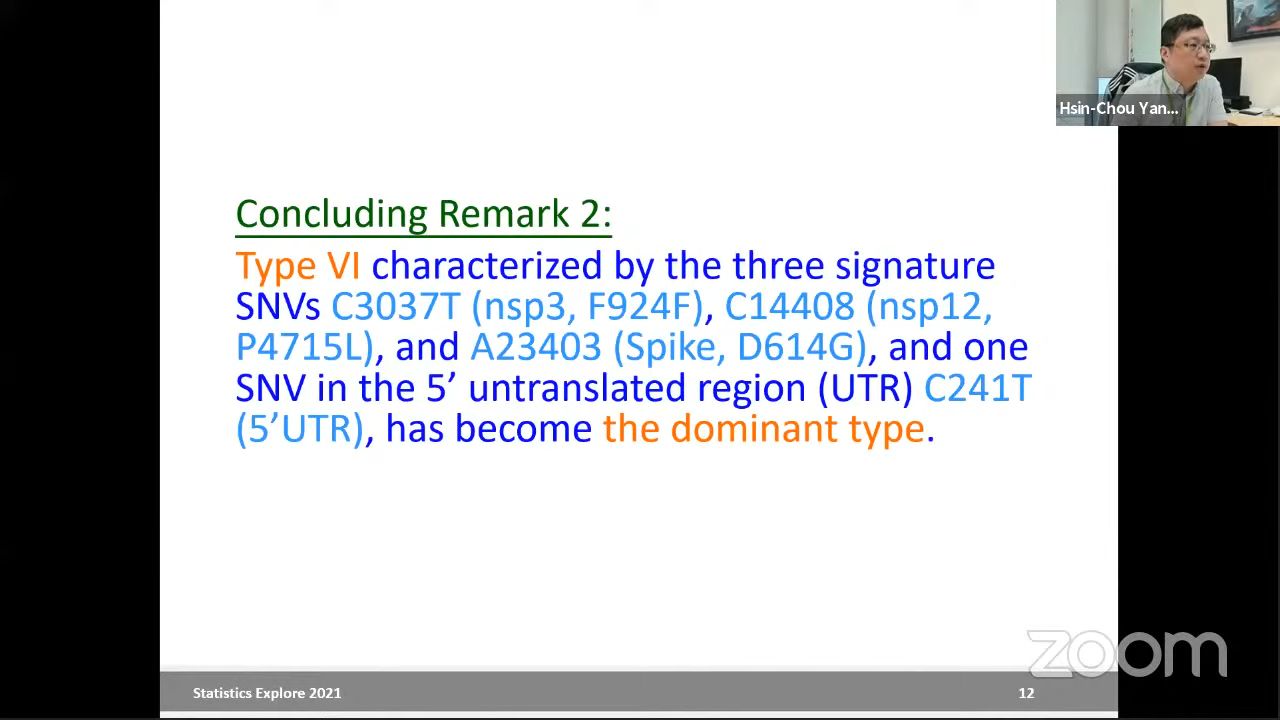 Hsin-Chou Yan...
Concluding Remark 2:
Type VI characterized by the three signature
SNVs C3037T (nsp3, F924F), C14408 (nsp12,
P4715L), and A23403 (Spike, D614G), and one
SNV in the 5’ untranslated region (UTR) C241T
(5’UTR), has become the dominant type.
zoom
Statistics Explore 2021
12